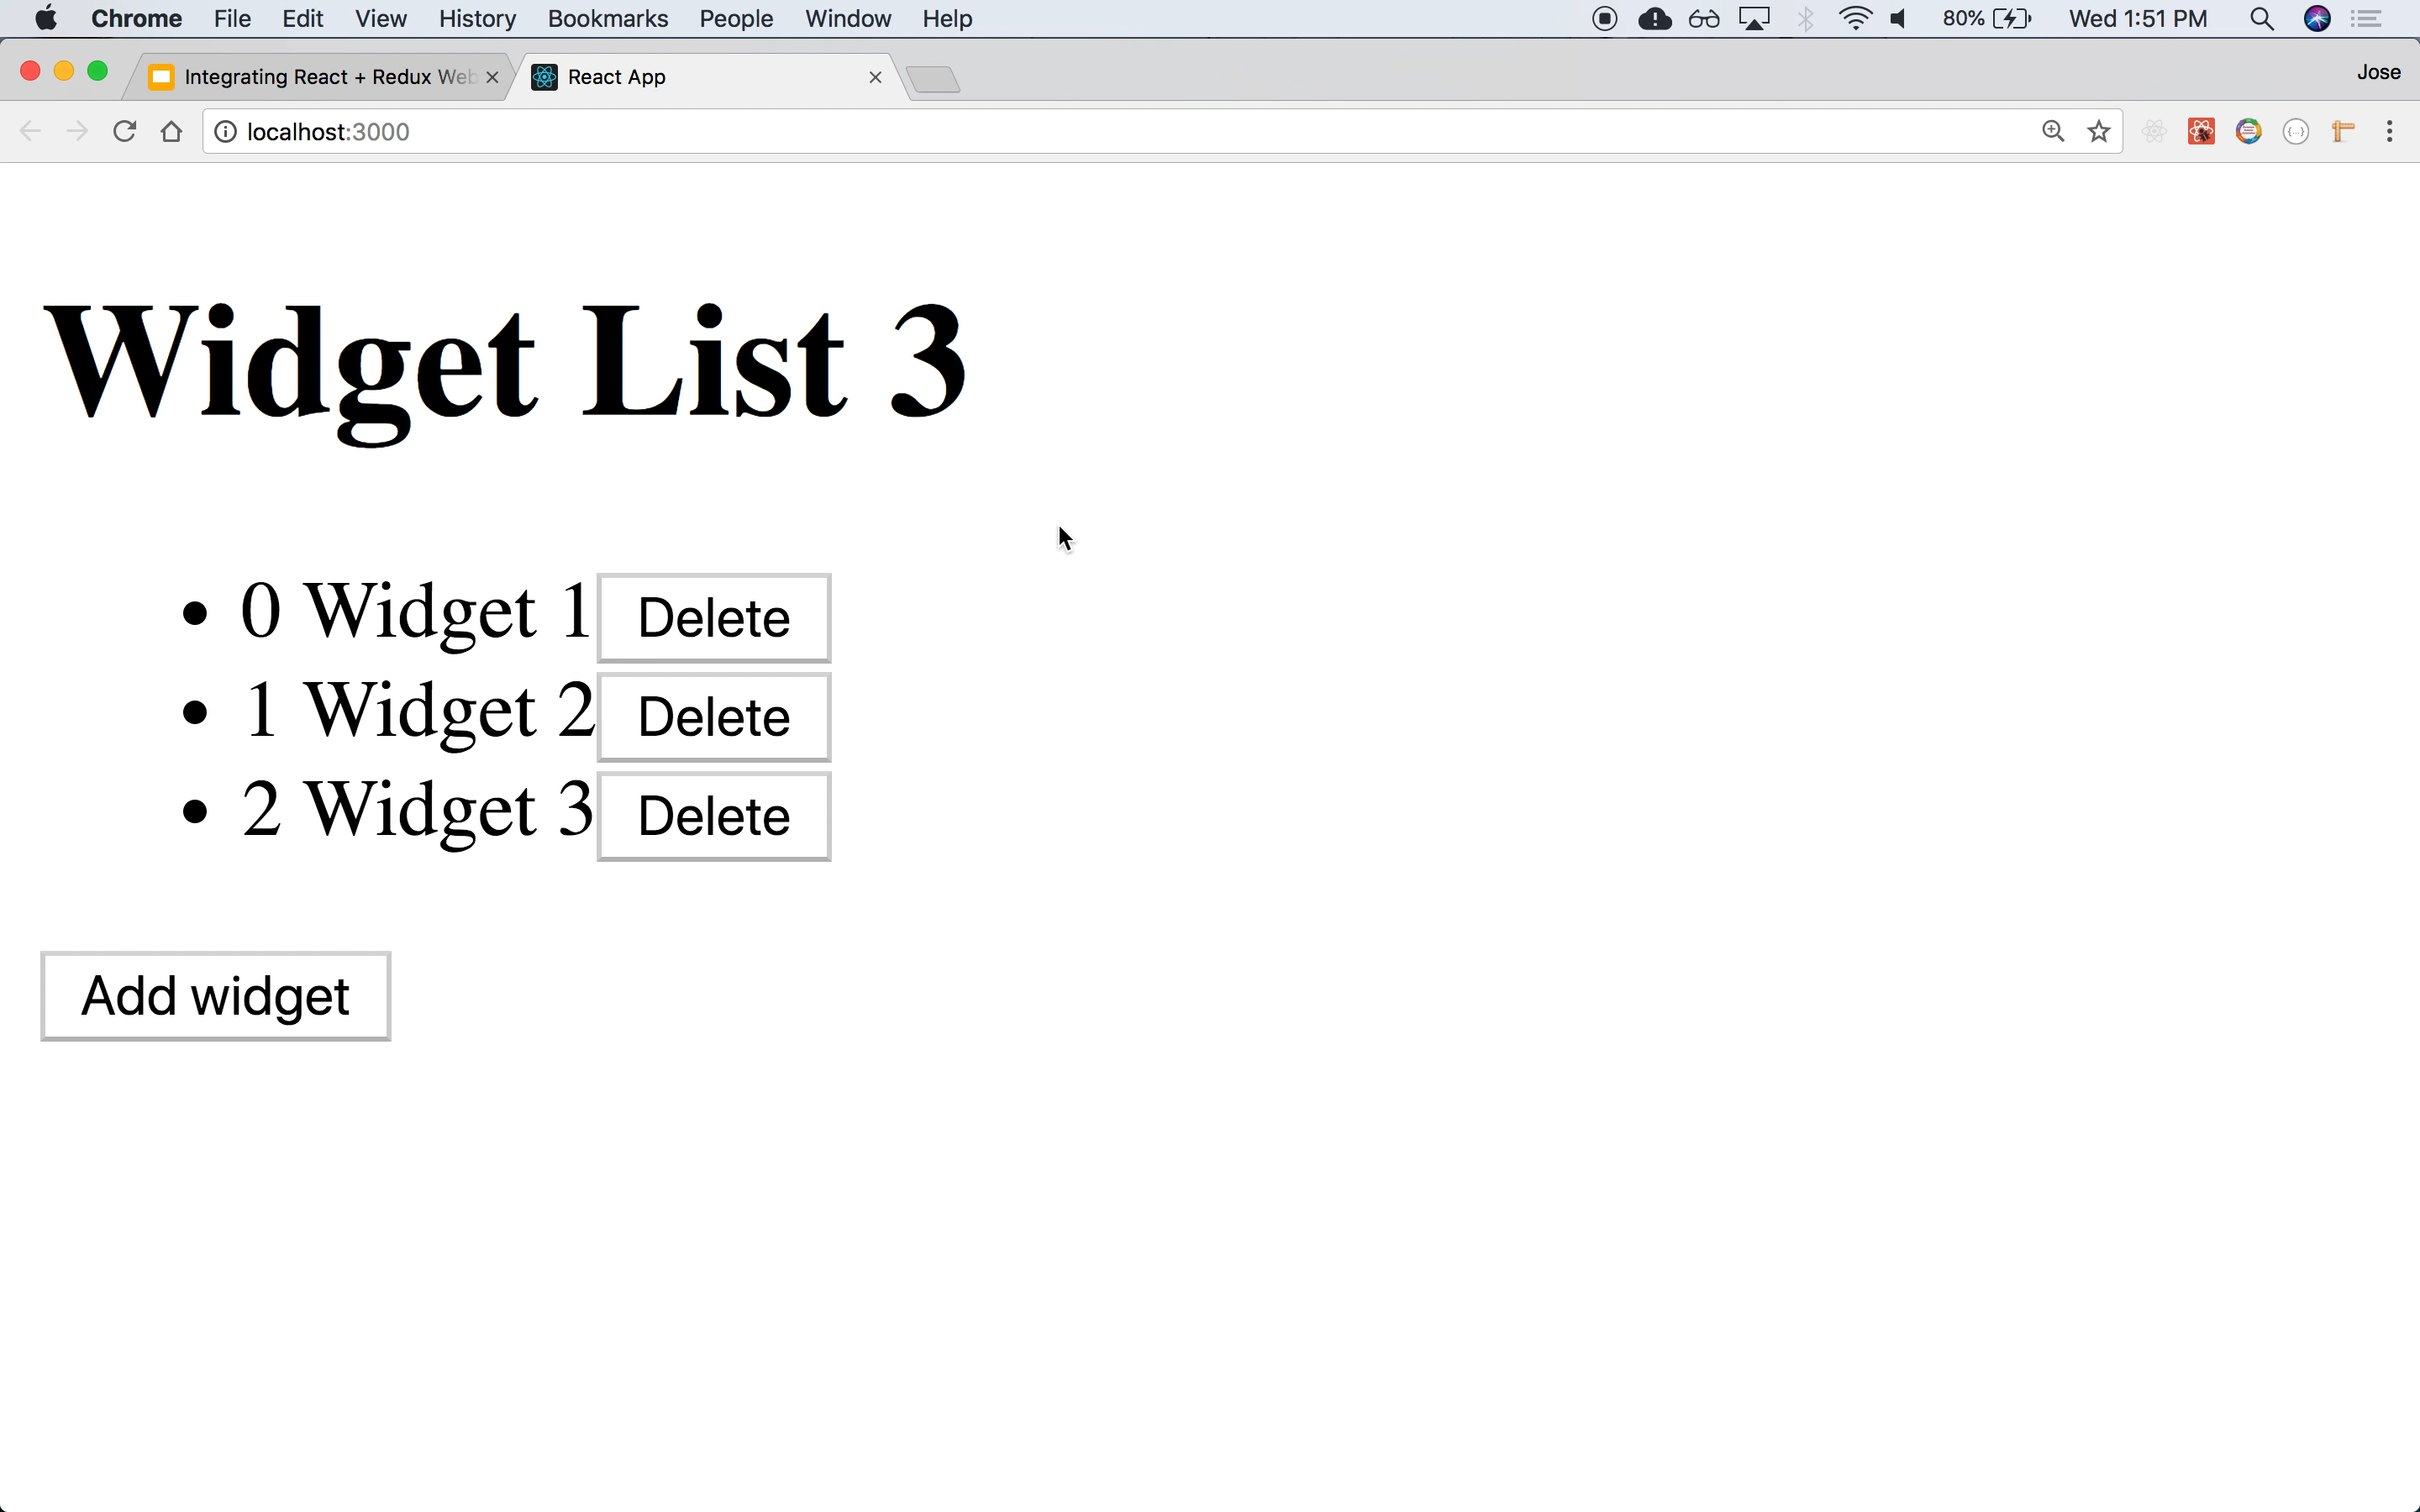 Chrome File Edit View History Bookmarks People Window Help 80% Wed 1:51 PM
Integrating React + Redux Web React App Jose
localhost:3000
Widget List 3
• 0 Widget 1 Delete
• 1 Widget 2 Delete
• 2 Widget 3 Delete
Add widget